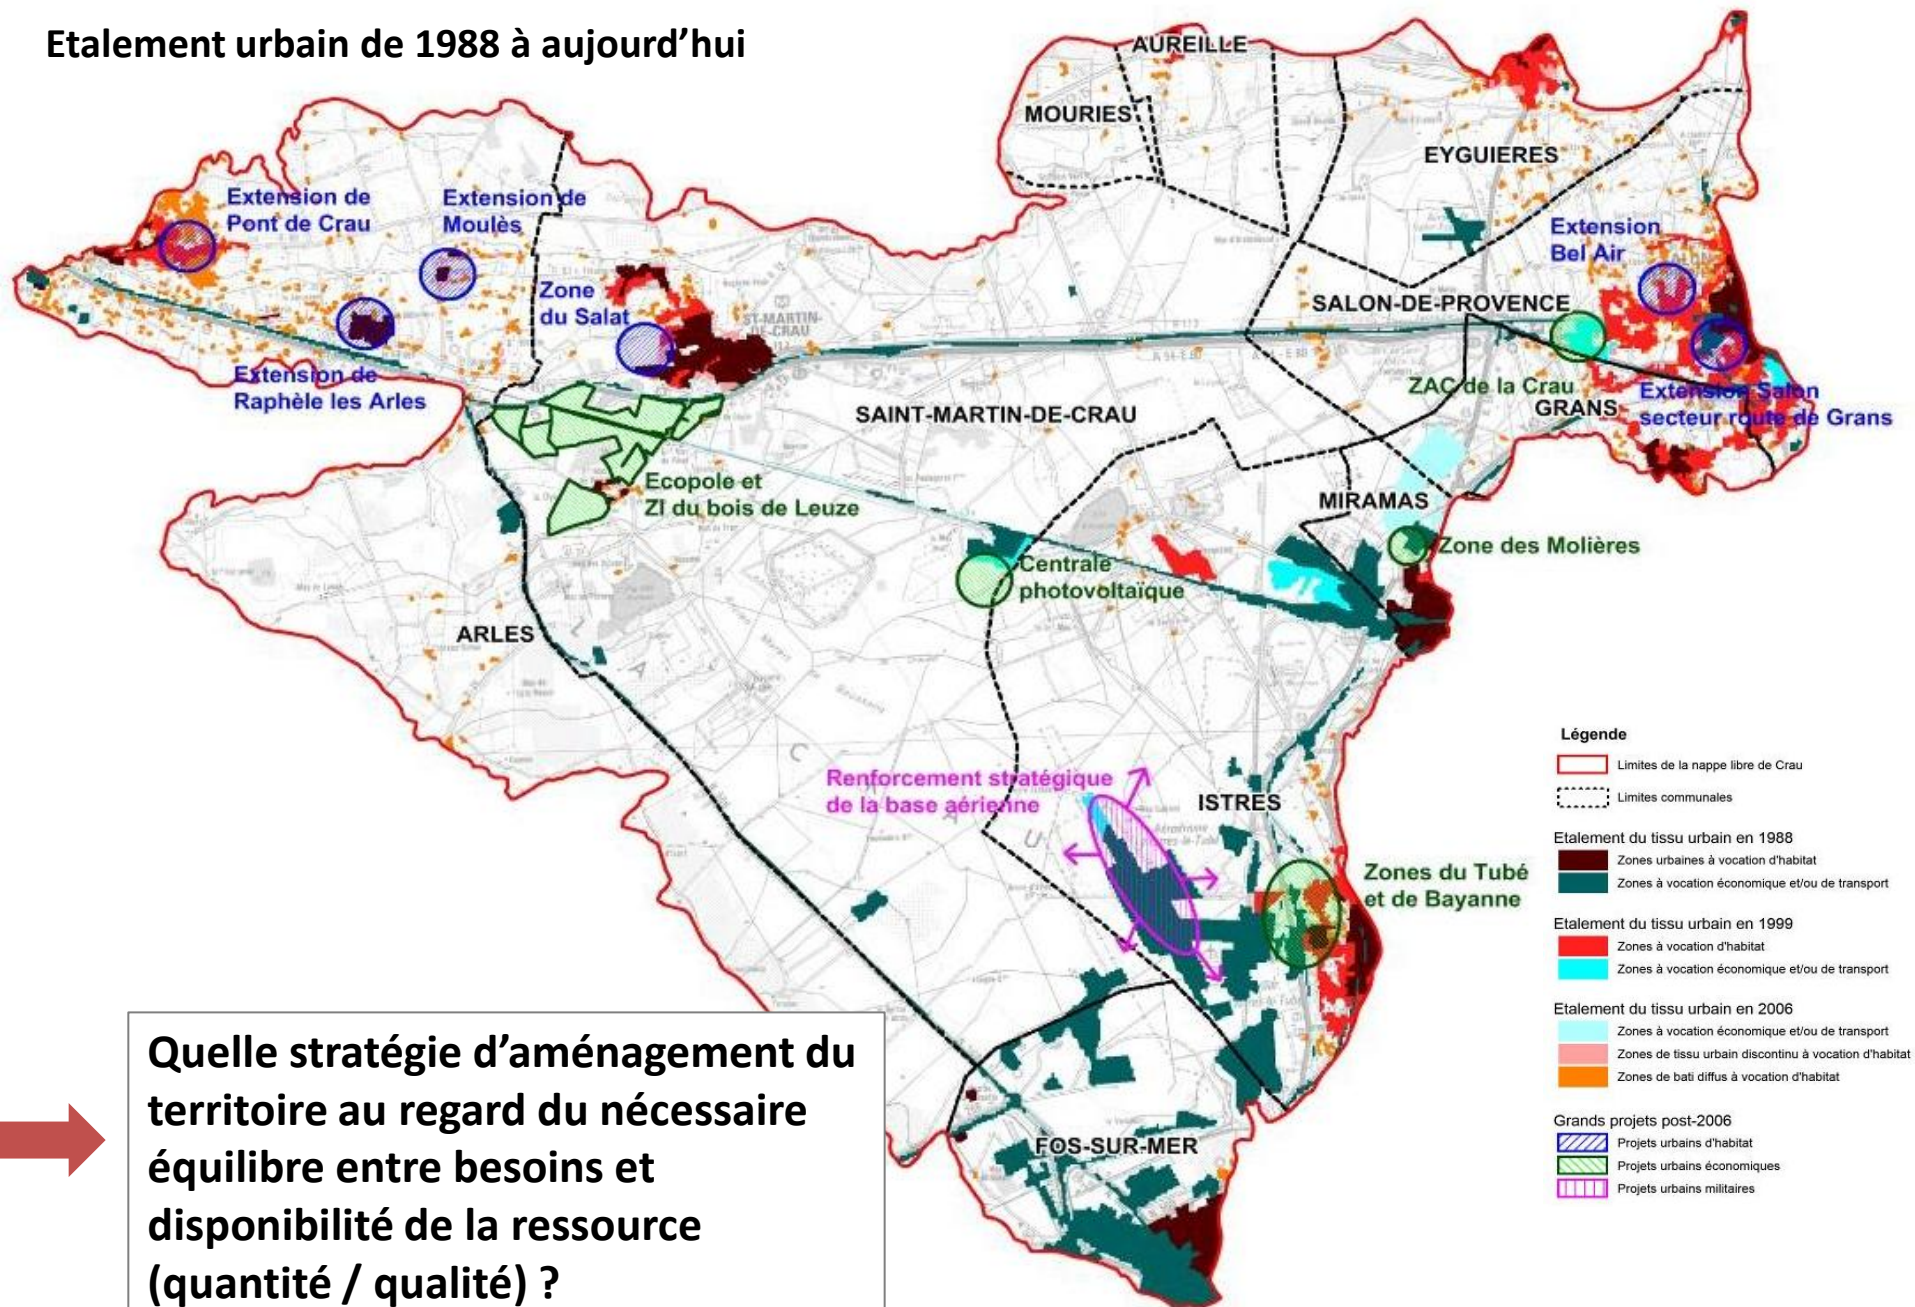 Etalement urbain de 1988 à aujourd’hui
AUREILLE
MOURIES
EYGUIERES
Extension de
Pont de Crau
Extension de
Moulès
Extension
Bel Air
Zone
du Salat
ST-MARTIN-
DE-CRAU
SALON-DE-PROVENCE
Extension de
Raphèle les Arles
ZAC de la Crau
GRANS
Extension Salon
secteur route de Grans
SAINT-MARTIN-DE-CRAU
Ecopole et
ZI du bois de Leuze
MIRAMAS
Zone des Molières
Centrale
photovoltaïque
ARLES
Renforcement stratégique
de la base aérienne
ISTRES
Zones du Tubé
et de Bayanne
FOS-SUR-MER
Légende
Limites de la nappe libre de Crau
Limites communales
Etalement du tissu urbain en 1988
Zones urbaines à vocation d'habitat
Zones à vocation économique et/ou de transport
Etalement du tissu urbain en 1999
Zones à vocation d'habitat
Zones à vocation économique et/ou de transport
Etalement du tissu urbain en 2006
Zones à vocation économique et/ou de transport
Zones de tissu urbain discontinu à vocation d'habitat
Zones de bati diffus à vocation d'habitat
Grands projets post-2006
Projets urbains d'habitat
Projets urbains économiques
Projets urbains militaires
Quelle stratégie d’aménagement du
territoire au regard du nécessaire
équilibre entre besoins et
disponibilité de la ressource
(quantité / qualité) ?